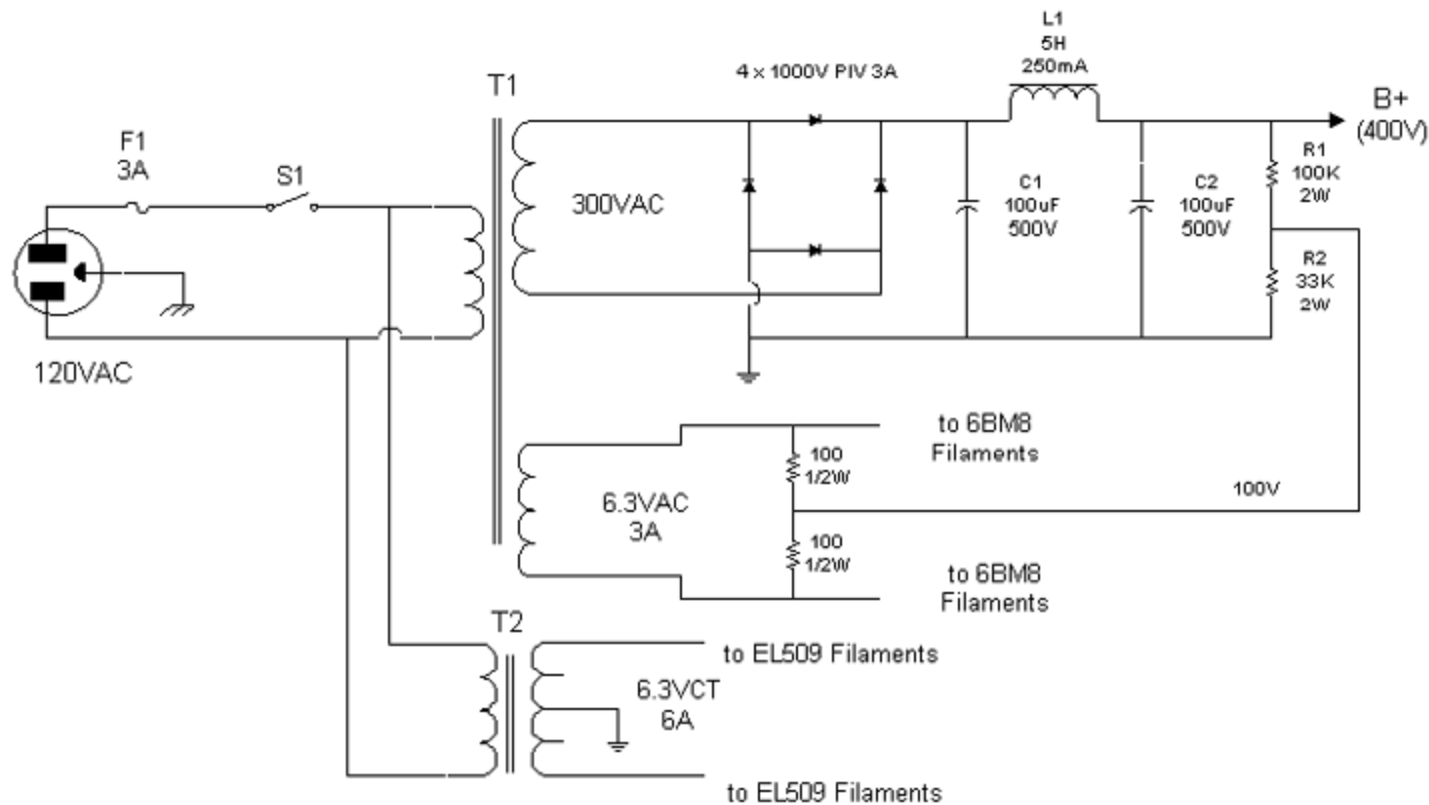 L1
5H
250mA
4 x 1000V PIV 3A
T1
B+
(400V)
F1
3A
S1
R1
100K
2W
C1
100uF
500V
C2
100uF
500V
300VAC
R2
33K
2W
120VAC
to 6BM8
Filaments
100
1/2W
6.3VAC
3A
100V
100
1/2W
to 6BM8
Filaments
T2
to EL509 Filaments
6.3VCT
6A
to EL509 Filaments